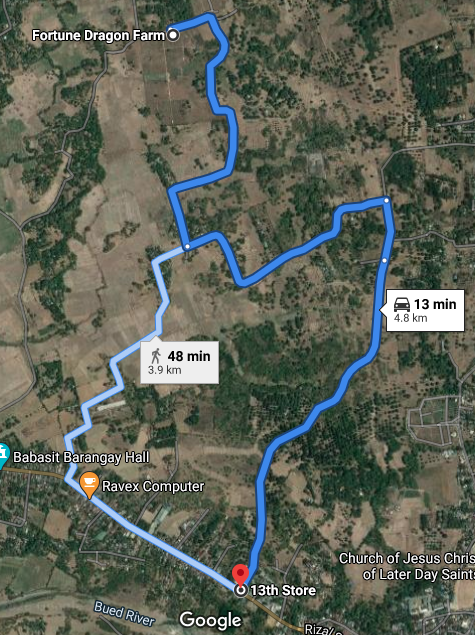 Fortune Dragon Farm
13 min
4.8 km
48 min
3.9 km
Babasit Barangay Hall
Ravex Computer
Church of Jesus Chris
of Later Day Saints
13th Store
Bued River
Google